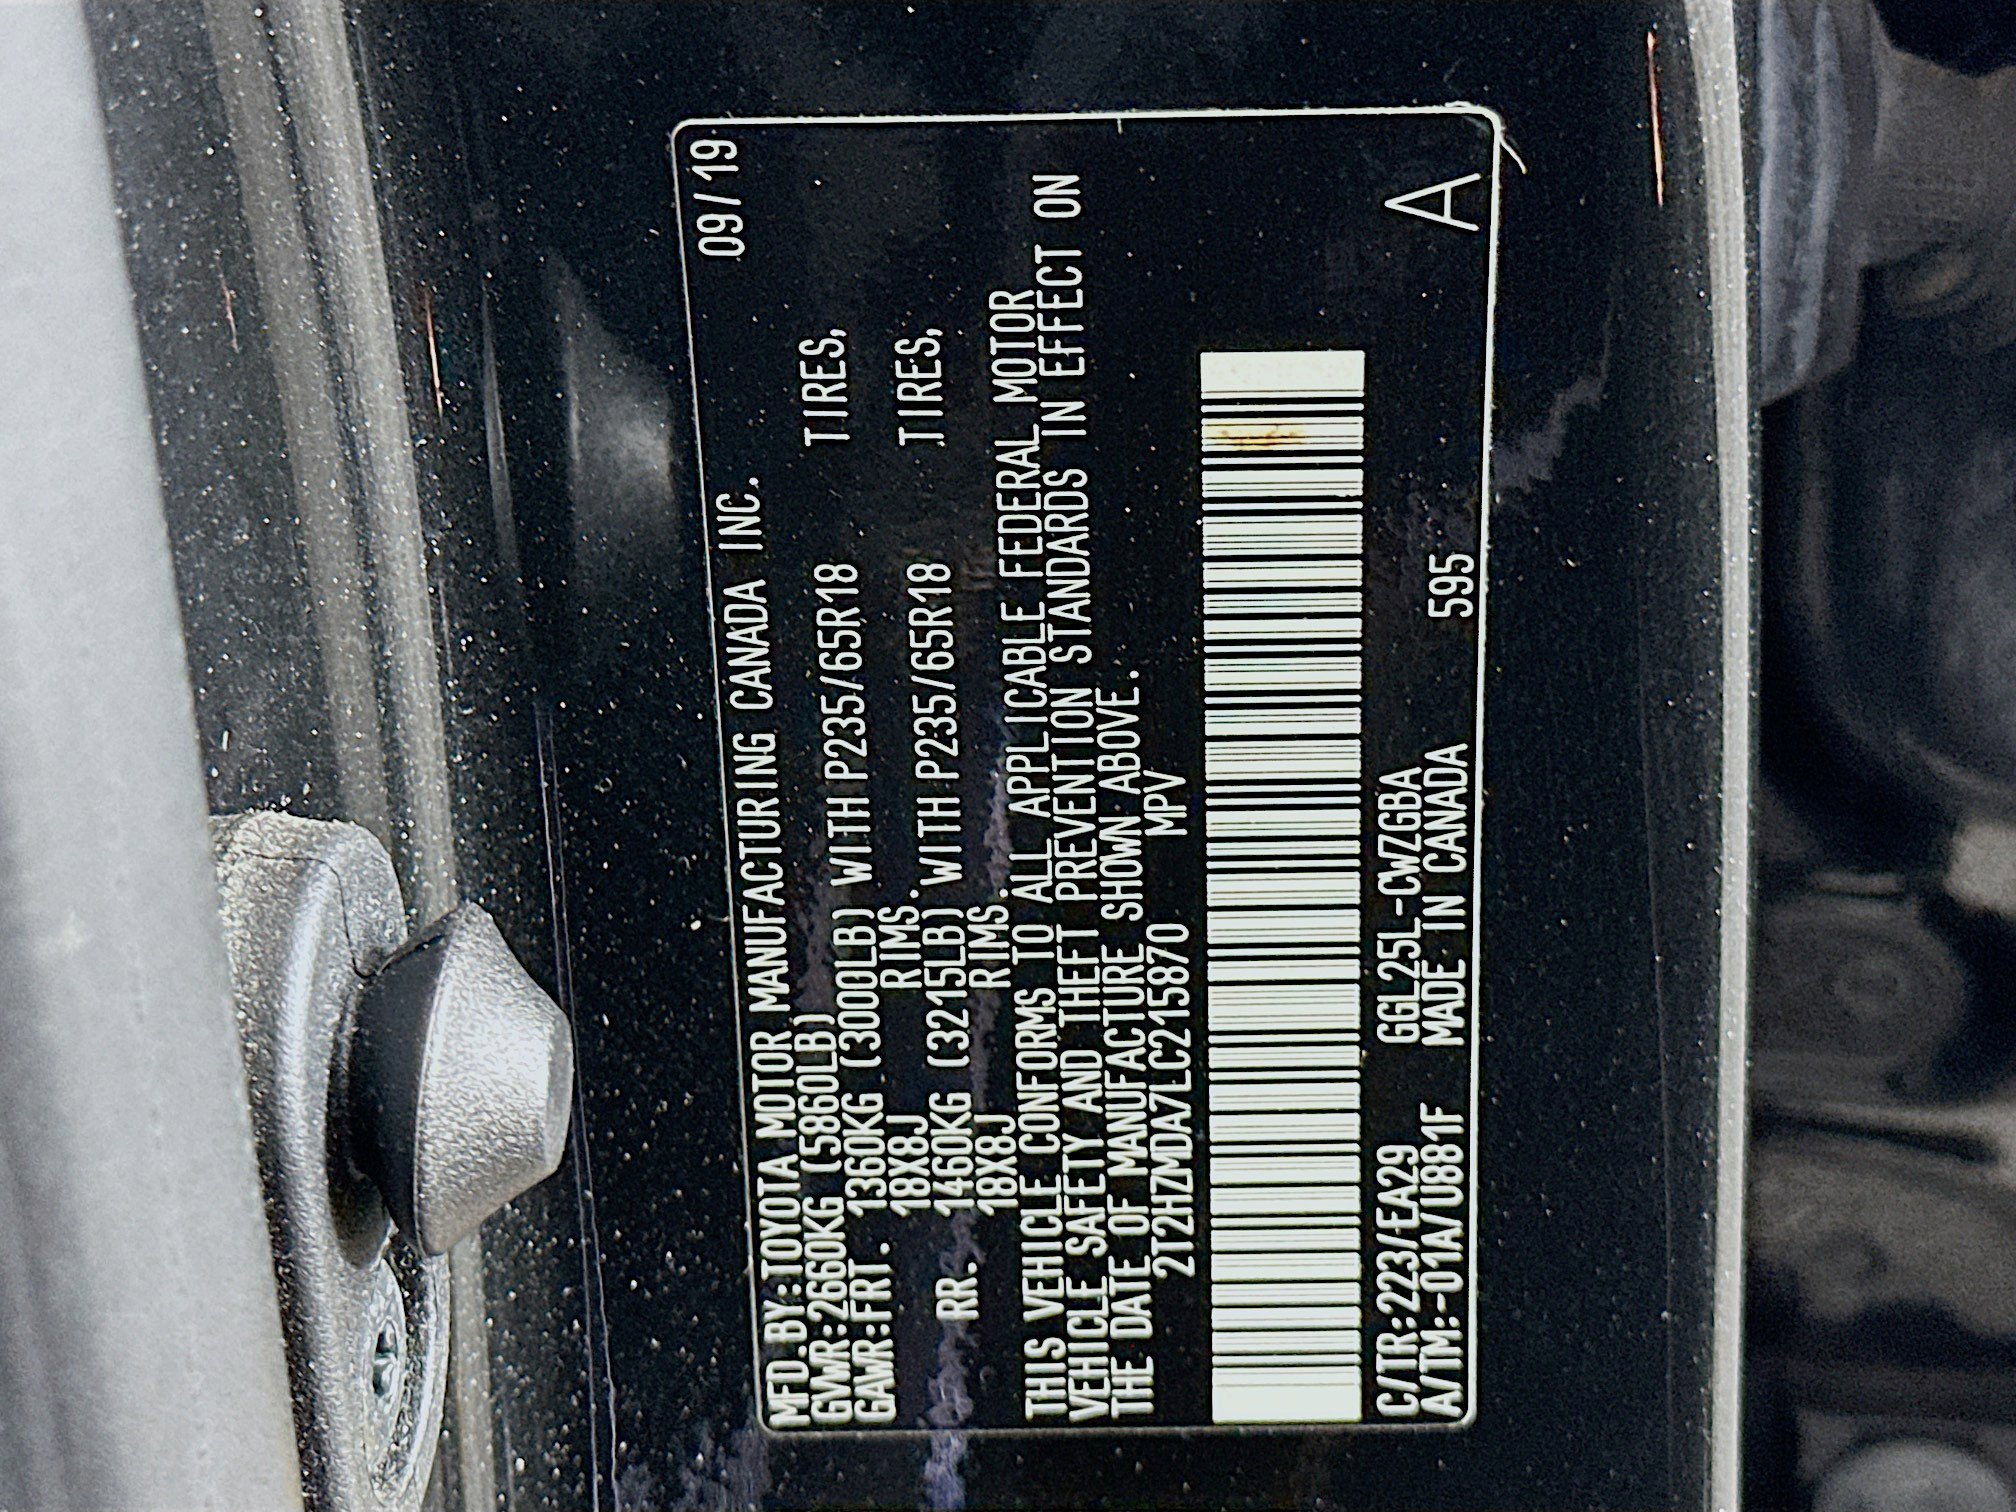 MFD.BY:TOYOTA MOTOR MANUFACTURING CANADA INC. 09/19
GVWR:2660KG (5860LB)
GAWR:FRT. 1360KG (3000LB) WITH P235/65R18 TIRES,
18X8J RIMS.
RR. 1460KG (3215LB) WITH P235/65R18 TIRES,
18X8J RIMS.
THIS VEHICLE CONFORMS TO ALL APPLICABLE FEDERAL MOTOR
VEHICLE SAFETY AND THEFT PREVENTION STANDARDS IN EFFECT ON
THE DATE OF MANUFACTURE SHOWN ABOVE.
2T2HZMDA7LC215870 MPV
C/TR:223/EA29 GGL25L-CWZGBA
A/TM:-01A/U881F MADE IN CANADA 595 A